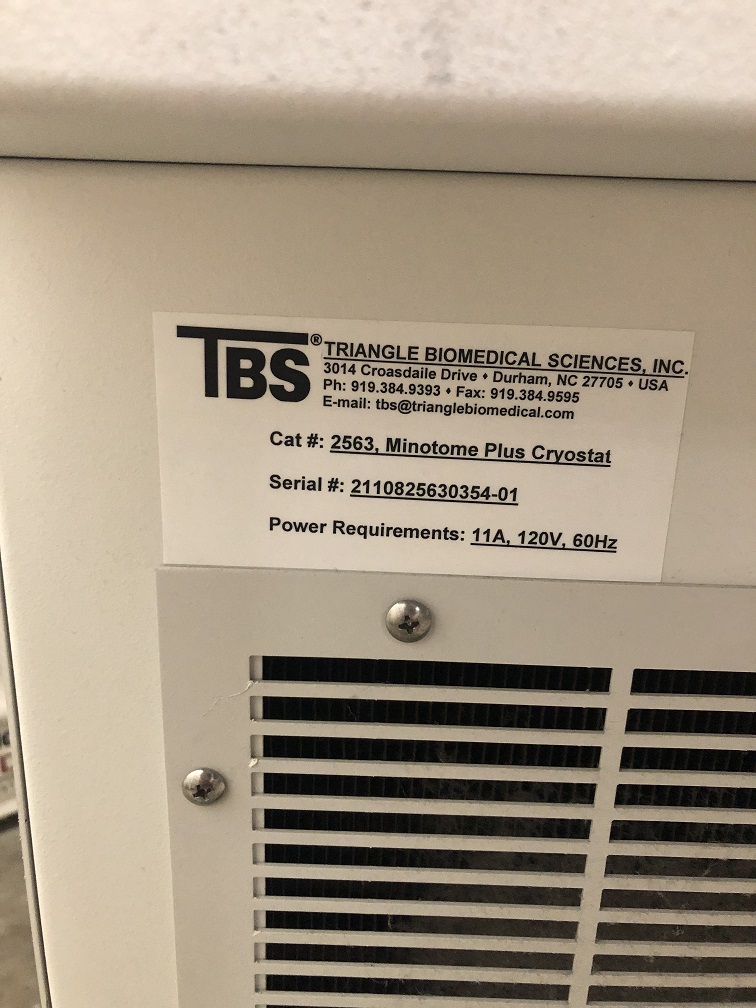 TBS® TRIANGLE BIOMEDICAL SCIENCES, INC.
3014 Croasdaile Drive • Durham, NC 27705 • USA
Ph: 919.384.9393 • Fax: 919.384.9595
E-mail: tbs@trianglebiomedical.com
Cat #: 2563, Minotome Plus Cryostat
Serial #: 2110825630354-01
Power Requirements: 11A, 120V, 60Hz